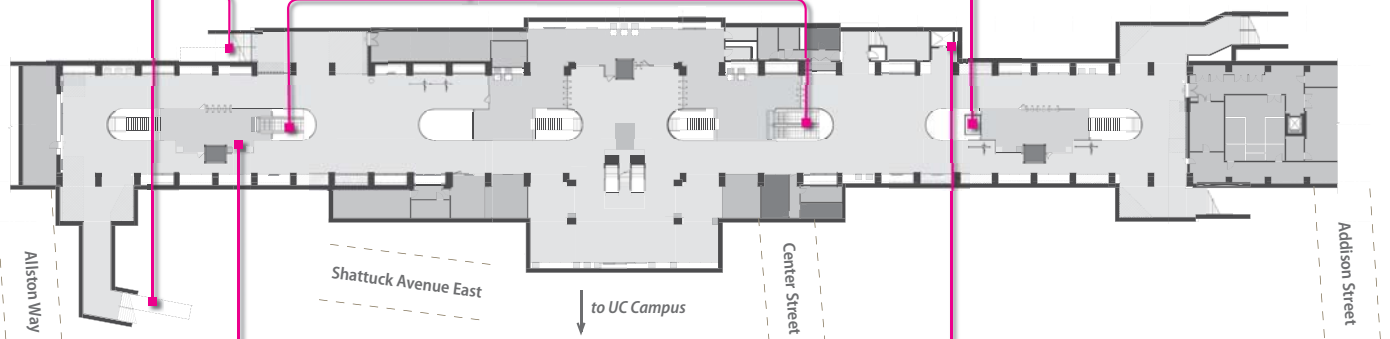 Allston Way
Shattuck Avenue East
to UC Campus
Center Street
Addison Street